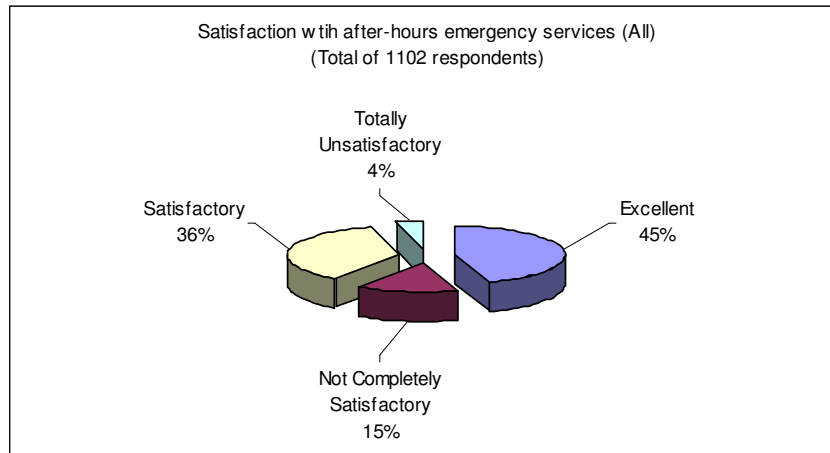 Satisfaction wtih after-hours emergency services (All)
(Total of 1102 respondents)
Totally
Unsatisfactory
4%
Satisfactory
36%
Excellent
45%
Not Completely
Satisfactory
15%